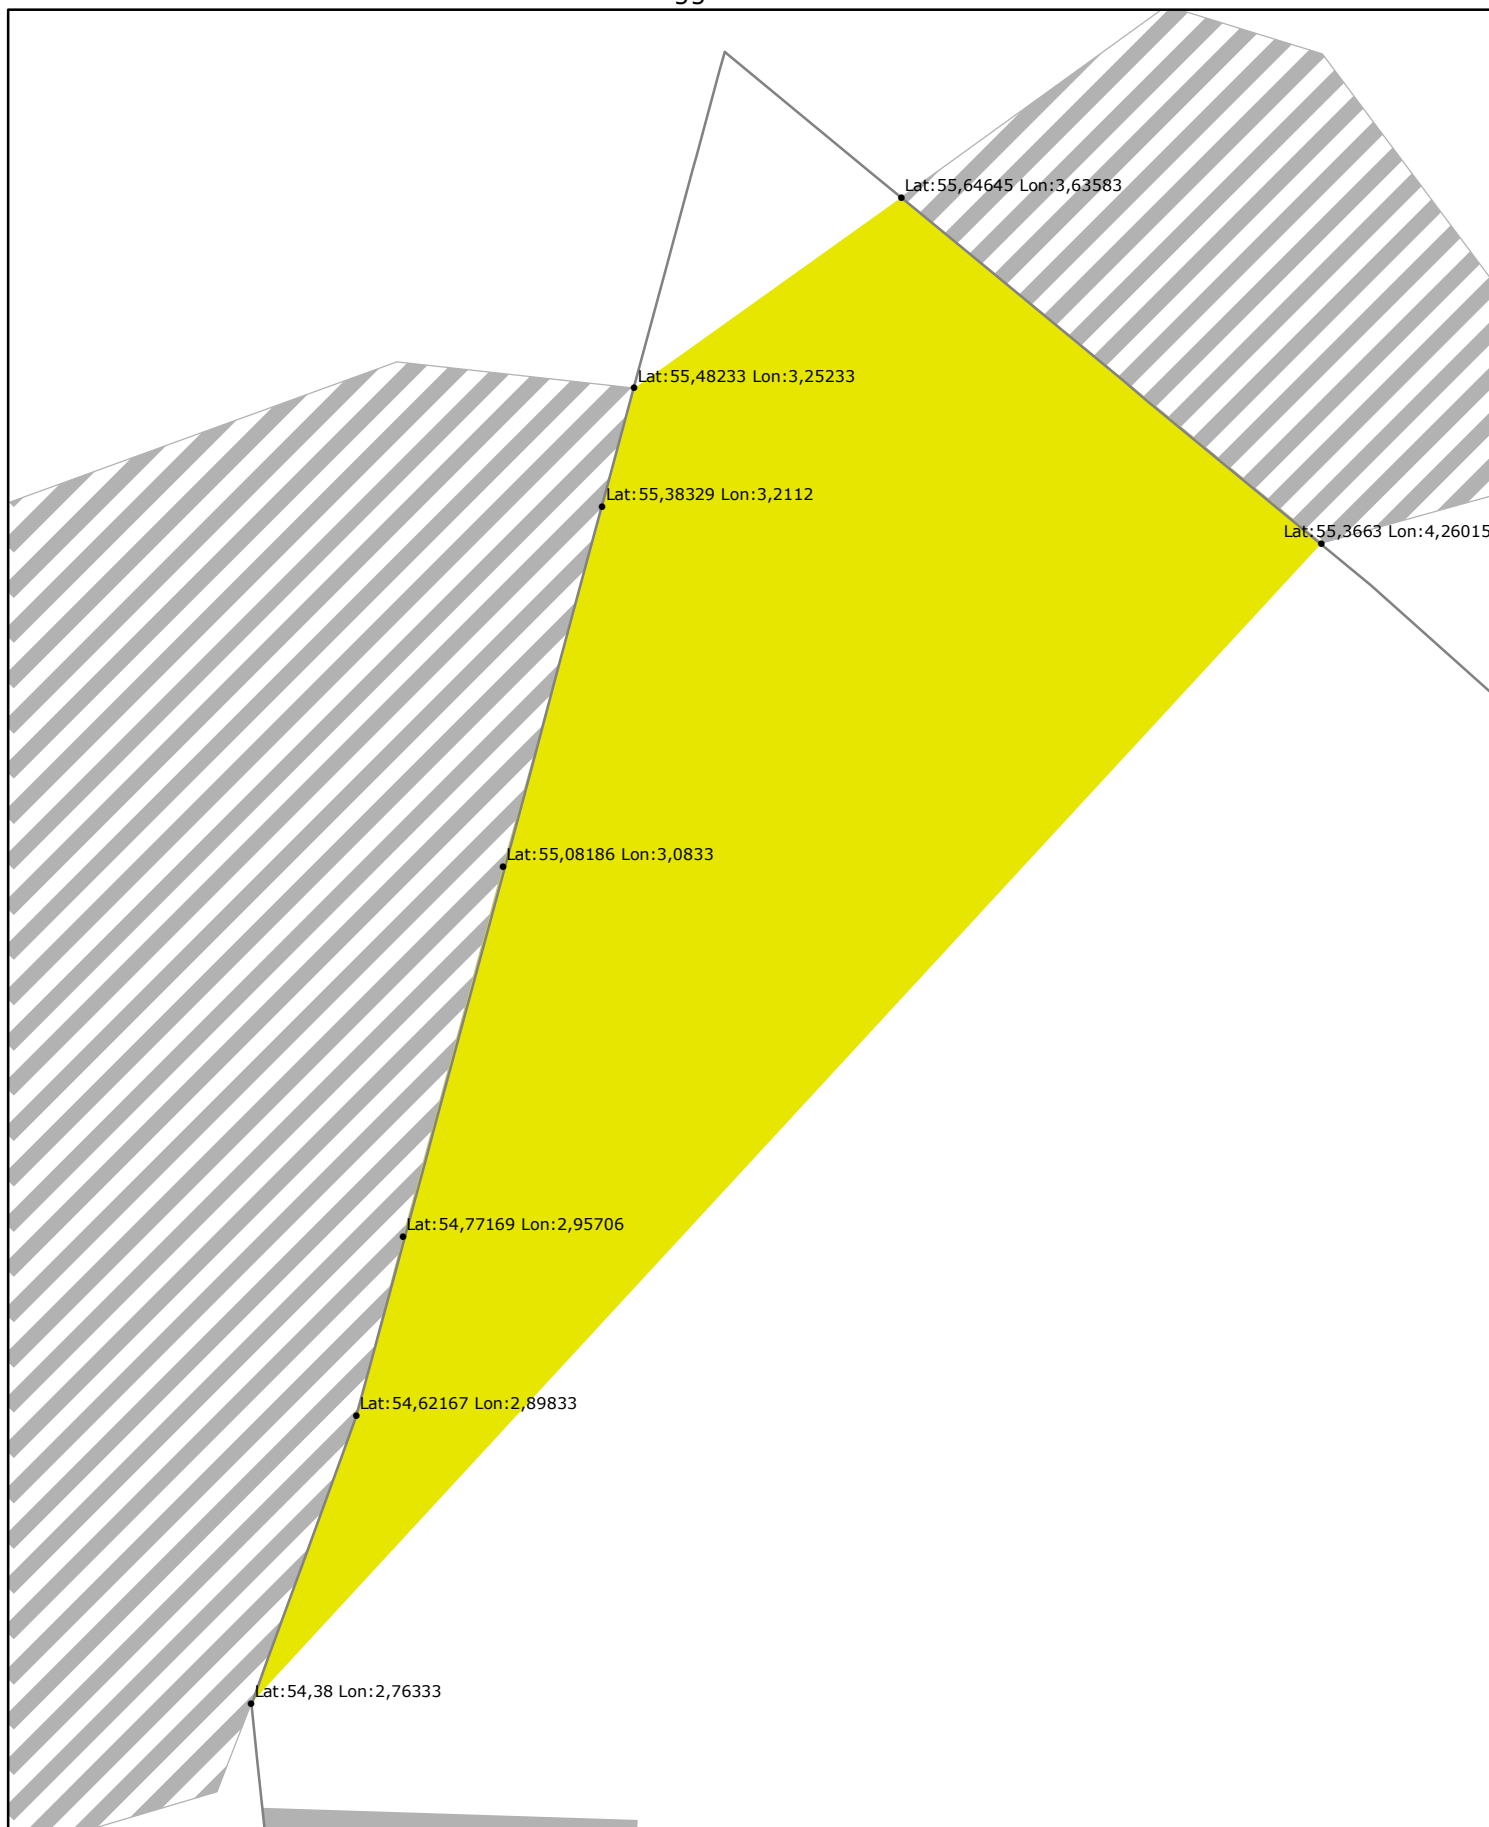 Lat:55,64645 Lon:3,63583
Lat:55,48233 Lon:3,25233
Lat:55,38329 Lon:3,2112
Lat:55,3663 Lon:4,26015
Lat:55,08186 Lon:3,0833
Lat:54,77169 Lon:2,95706
Lat:54,62167 Lon:2,89833
Lat:54,38 Lon:2,76333